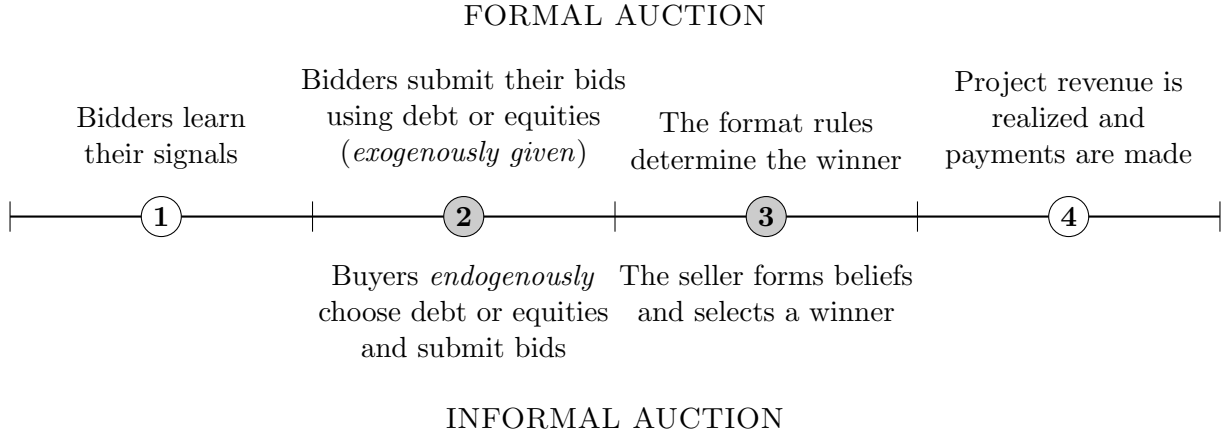 FORMAL AUCTION
Bidders learn
their signals
Bidders submit their bids
using debt or equities
(exogenously given)
The format rules
determine the winner
Project revenue is
realized and
payments are made
1
2
3
4
Buyers endogenously
choose debt or equities
and submit bids
The seller forms beliefs
and selects a winner
INFORMAL AUCTION